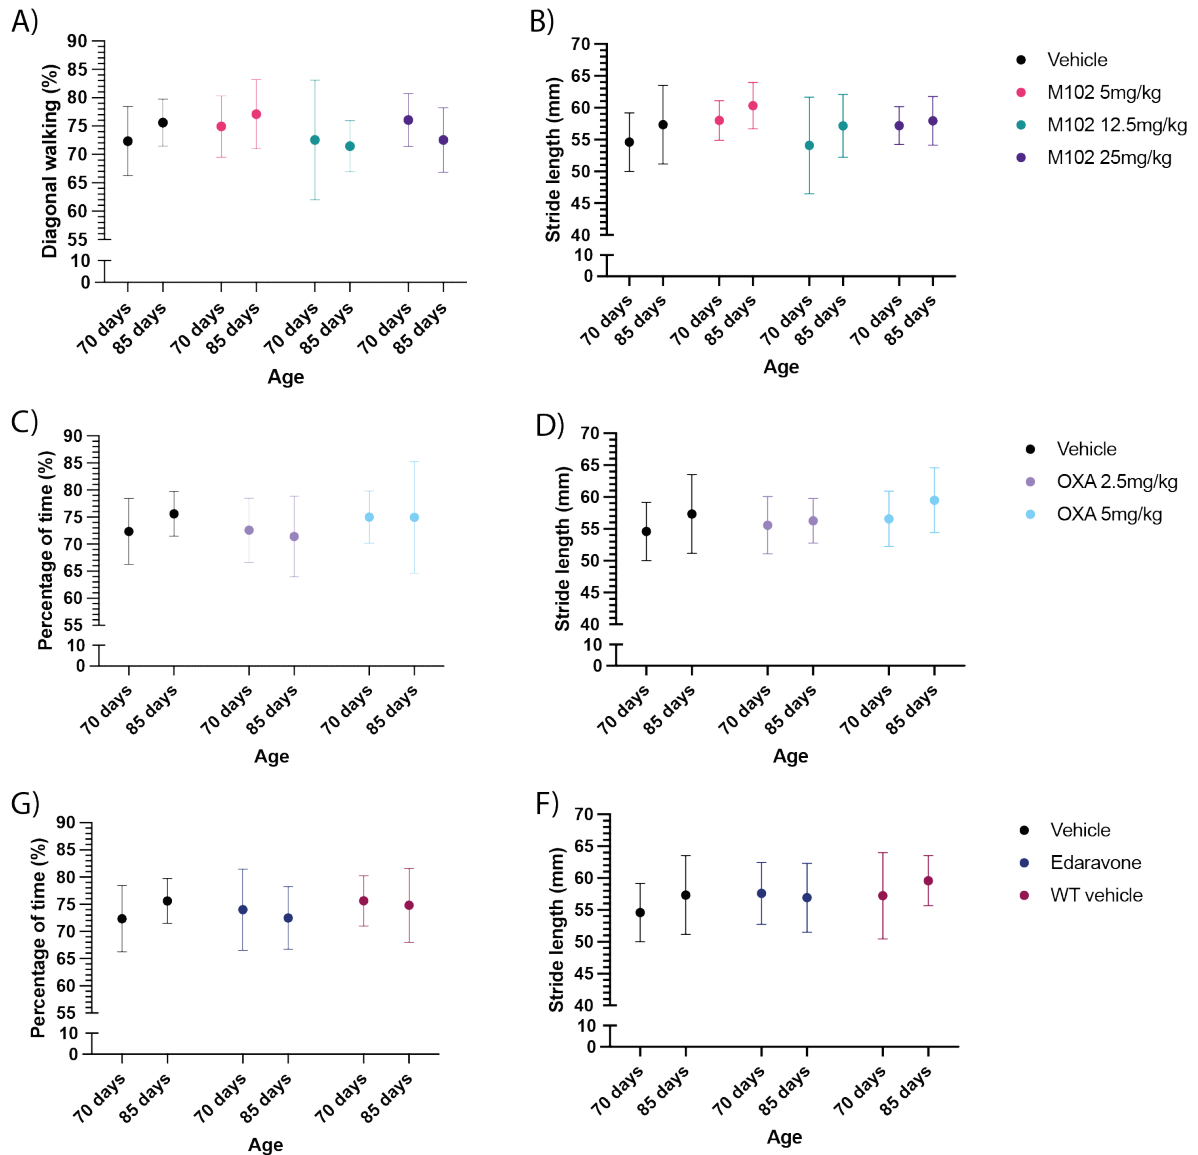 A)
Diagonal walking (%)
90
85
80
75
70
65
60
55
10
0
70 days
85 days
70 days
85 days
70 days
85 days
70 days
85 days
Age
B)
Stride length (mm)
70
65
60
55
50
45
40
10
0
70 days
85 days
70 days
85 days
70 days
85 days
70 days
85 days
Age
Vehicle
M102 5mg/kg
M102 12.5mg/kg
M102 25mg/kg
C)
Percentage of time (%)
90
85
80
75
70
65
60
55
10
0
70 days
85 days
70 days
85 days
70 days
85 days
Age
D)
Stride length (mm)
70
65
60
55
50
45
40
10
0
70 days
85 days
70 days
85 days
70 days
85 days
Age
Vehicle
OXA 2.5mg/kg
OXA 5mg/kg
G)
Percentage of time (%)
90
85
80
75
70
65
60
55
10
0
70 days
85 days
70 days
85 days
70 days
85 days
Age
F)
Stride length (mm)
70
65
60
55
50
45
40
10
0
70 days
85 days
70 days
85 days
70 days
85 days
Age
Vehicle
Edaravone
WT vehicle